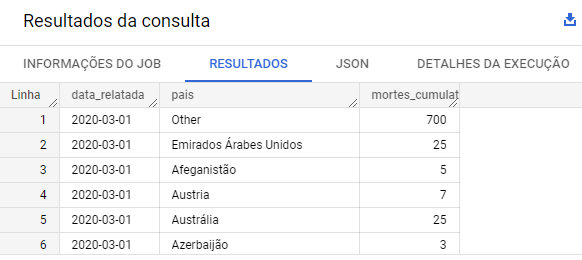 Resultados da consulta
INFORMAÇÕES DO JOB RESULTADOS JSON DETALHES DA EXECUÇÃO
Linha data_relatada pais mortes_cumulat
1 2020-03-01 Other 700
2 2020-03-01 Emirados Árabes Unidos 25
3 2020-03-01 Afeganistão 5
4 2020-03-01 Austria 7
5 2020-03-01 Austrália 25
6 2020-03-01 Azerbaijão 3